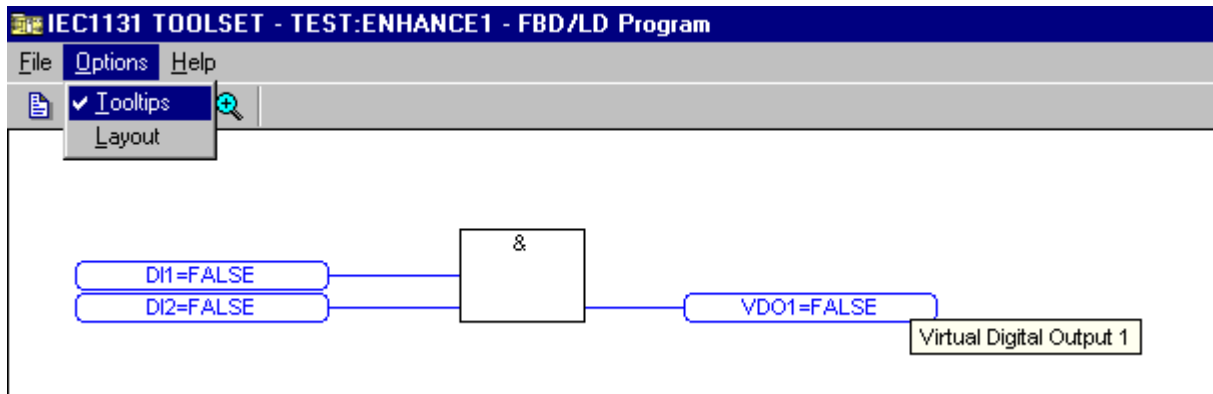 IEC1131 TOOLSET - TEST:ENHANCE1 - FBD/LD Program
File Options Help
Tooltips
Layout
&
DI1=FALSE
DI2=FALSE
VDO1=FALSE
Virtual Digital Output 1